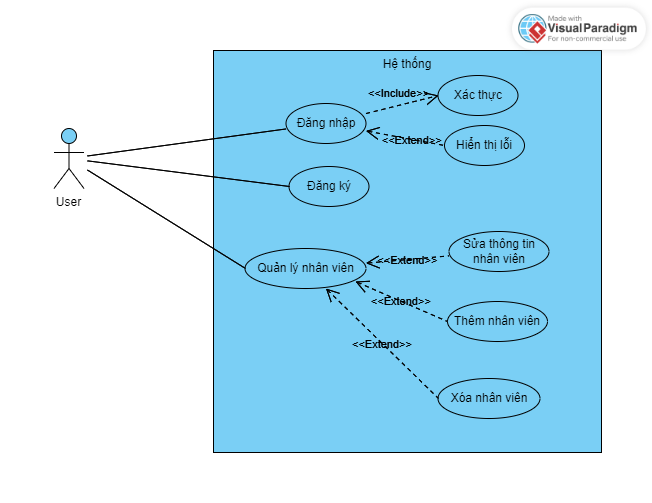 Made with
VisualParadigm
For non-commercial use
Hệ thống
<<Include>>
Xác thực
Đăng nhập
<<Extend>>
Hiển thị lỗi
User
Đăng ký
Sửa thông tin
nhân viên
<<Extend>>
Quản lý nhân viên
<<Extend>>
Thêm nhân viên
<<Extend>>
Xóa nhân viên